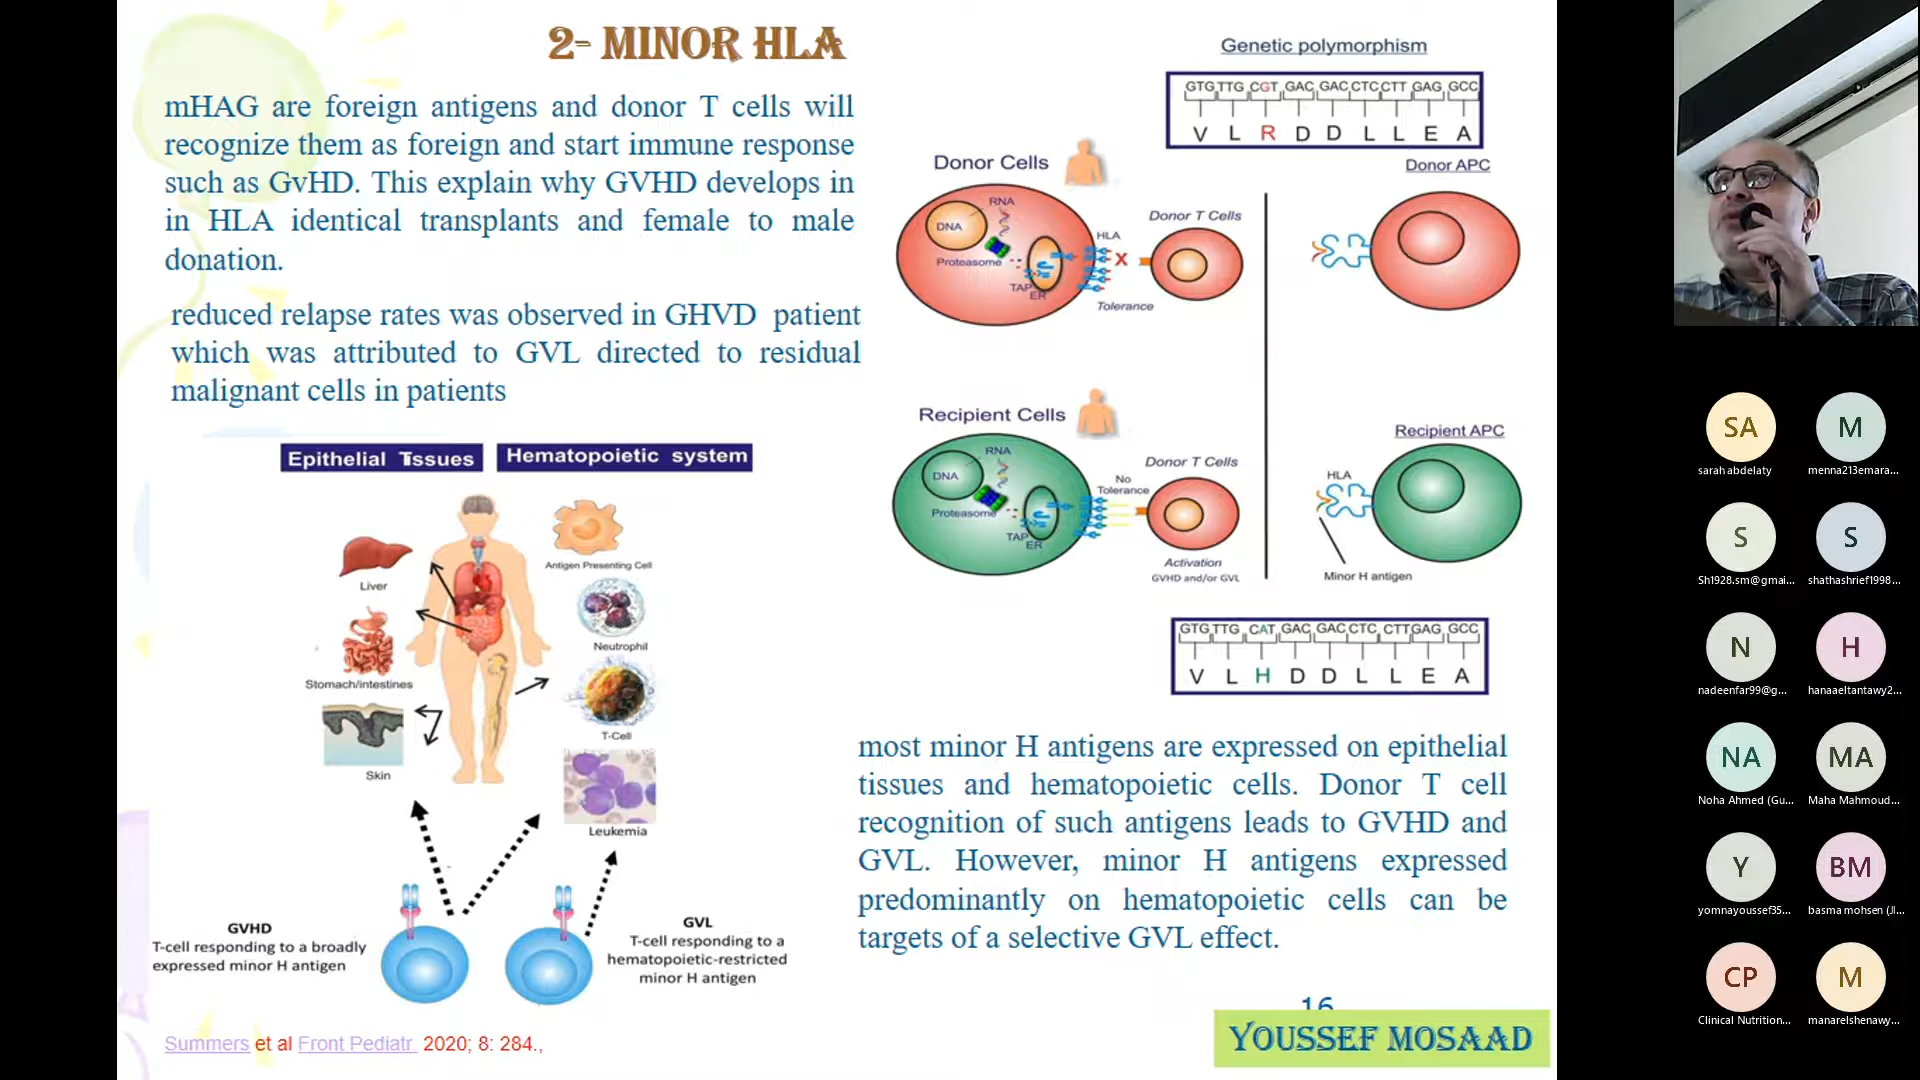 2- MINOR HLA
mHAG are foreign antigens and donor T cells will
recognize them as foreign and start immune response
such as GvHD. This explain why GVHD develops in
in HLA identical transplants and female to male
donation.
reduced relapse rates was observed in GHVD patient
which was attributed to GVL directed to residual
malignant cells in patients
Epithelial Tissues
Hematopoietic system
Liver
Stomach/intestines
Skin
Antigen Presenting Cell
Neutrophil
T-Cell
Leukemia
GVHD
T-cell responding to a broadly
expressed minor H antigen
GVL
T-cell responding to a
hematopoietic-restricted
minor H antigen
Summers et al Front Pediatr 2020; 8: 284.,
Genetic polymorphism
GTG TTG CGT GAC GAC CTC CTT GAG GCC
V L R D D L L E A
Donor Cells
RNA
DNA
Proteasome
TAP
ER
HLA
X
Tolerance
Donor T Cells
Donor APC
Recipient Cells
RNA
DNA
Proteasome
TAP
ER
No
Tolerance
Donor T Cells
Activation
GVHD and/or GVL
Recipient APC
HLA
Minor H antigen
GTG TTG CAT GAC GAC CTC CTT GAG GCC
V L H D D L L E A
most minor H antigens are expressed on epithelial
tissues and hematopoietic cells. Donor T cell
recognition of such antigens leads to GVHD and
GVL. However, minor H antigens expressed
predominantly on hematopoietic cells can be
targets of a selective GVL effect.
16
YOUSSEF MOSAAD
SA
sarah abdelaty
M
menna213emara...
S
Sh1928.sm@gmai...
S
shathashrief1998...
N
nadeenfar99@g...
H
hanaaeltantawy2...
NA
Noha Ahmed (Gu...
MA
Maha Mahmoud...
Y
yomnayoussef35...
BM
basma mohsen (JI...
CP
Clinical Nutrition...
M
manarelshenawy...